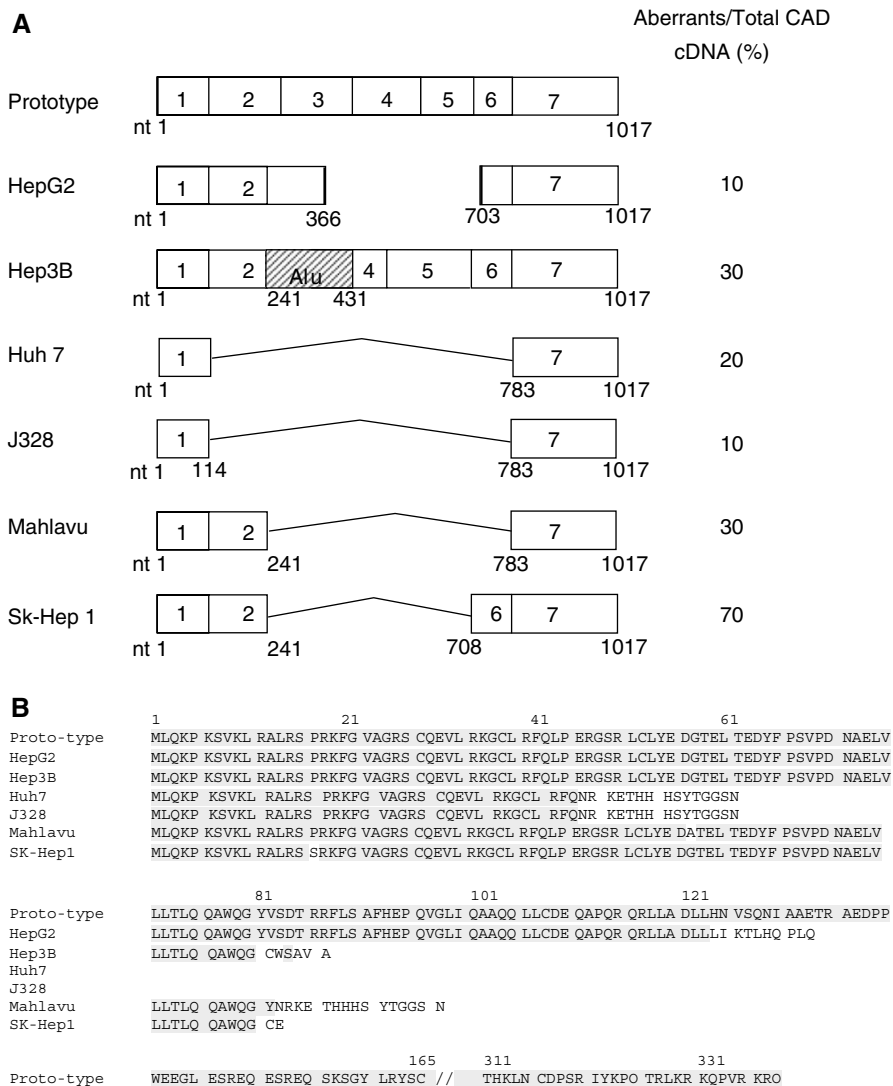 A
Aberrants/Total CAD
cDNA (%)
Prototype 1 2 3 4 5 6 7
nt 1 1017
HepG2 1 2 7 10
nt 1 366 703 1017
Hep3B 1 2 Alu 4 5 6 7 30
nt 1 241 431 1017
Huh 7 1 7 20
nt 1 783 1017
J328 1 7 10
nt 1 114 783 1017
Mahlavu 1 2 7 30
nt 1 241 783 1017
Sk-Hep 1 1 2 6 7 70
nt 1 241 708 1017
B
1 21 41 61
Proto-type MLQKP KSVKL RALRS PRKFG VAGRS CQEVL RKGCL RFQLP ERGSR LCLYE DGTEL TEDYF PSVPD NAELV
HepG2 MLQKP KSVKL RALRS PRKFG VAGRS CQEVL RKGCL RFQLP ERGSR LCLYE DGTEL TEDYF PSVPD NAELV
Hep3B MLQKP KSVKL RALRS PRKFG VAGRS CQEVL RKGCL RFQLP ERGSR LCLYE DGTEL TEDYF PSVPD NAELV
Huh7 MLQKP KSVKL RALRS PRKFG VAGRS CQEVL RKGCL RFQNR KETHH HSYTGGSN
J328 MLQKP KSVKL RALRS PRKFG VAGRS CQEVL RKGCL RFQNR KETHH HSYTGGSN
Mahlavu MLQKP KSVKL RALRS PRKFG VAGRS CQEVL RKGCL RFQLP ERGSR LCLYE DATEL TEDYF PSVPD NAELV
SK-Hep1 MLQKP KSVKL RALRS SRKFG VAGRS CQEVL RKGCL RFQLP ERGSR LCLYE DGTEL TEDYF PSVPD NAELV
81 101 121
Proto-type LLTLQ QAWQG YVSDT RRFLS AFHEP QVGLI QAAQQ LLCDE QAPQR QRLLA DLLHN VSQNI AAETR AEDPP
HepG2 LLTLQ QAWQG YVSDT RRFLS AFHEP QVGLI QAAQQ LLCDE QAPQR QRLLA DLLLI KTLHQ PLQ
Hep3B LLTLQ QAWQG CWSAV A
Huh7
J328
Mahlavu LLTLQ QAWQG YNRKE THHHS YTGGS N
SK-Hep1 LLTLQ QAWQG CE
165 311 331
Proto-type WEEGL ESREQ ESREQ SKSGY LRYSC // THKLN CDPSR IYKPO TRLKR KQPVR KRO